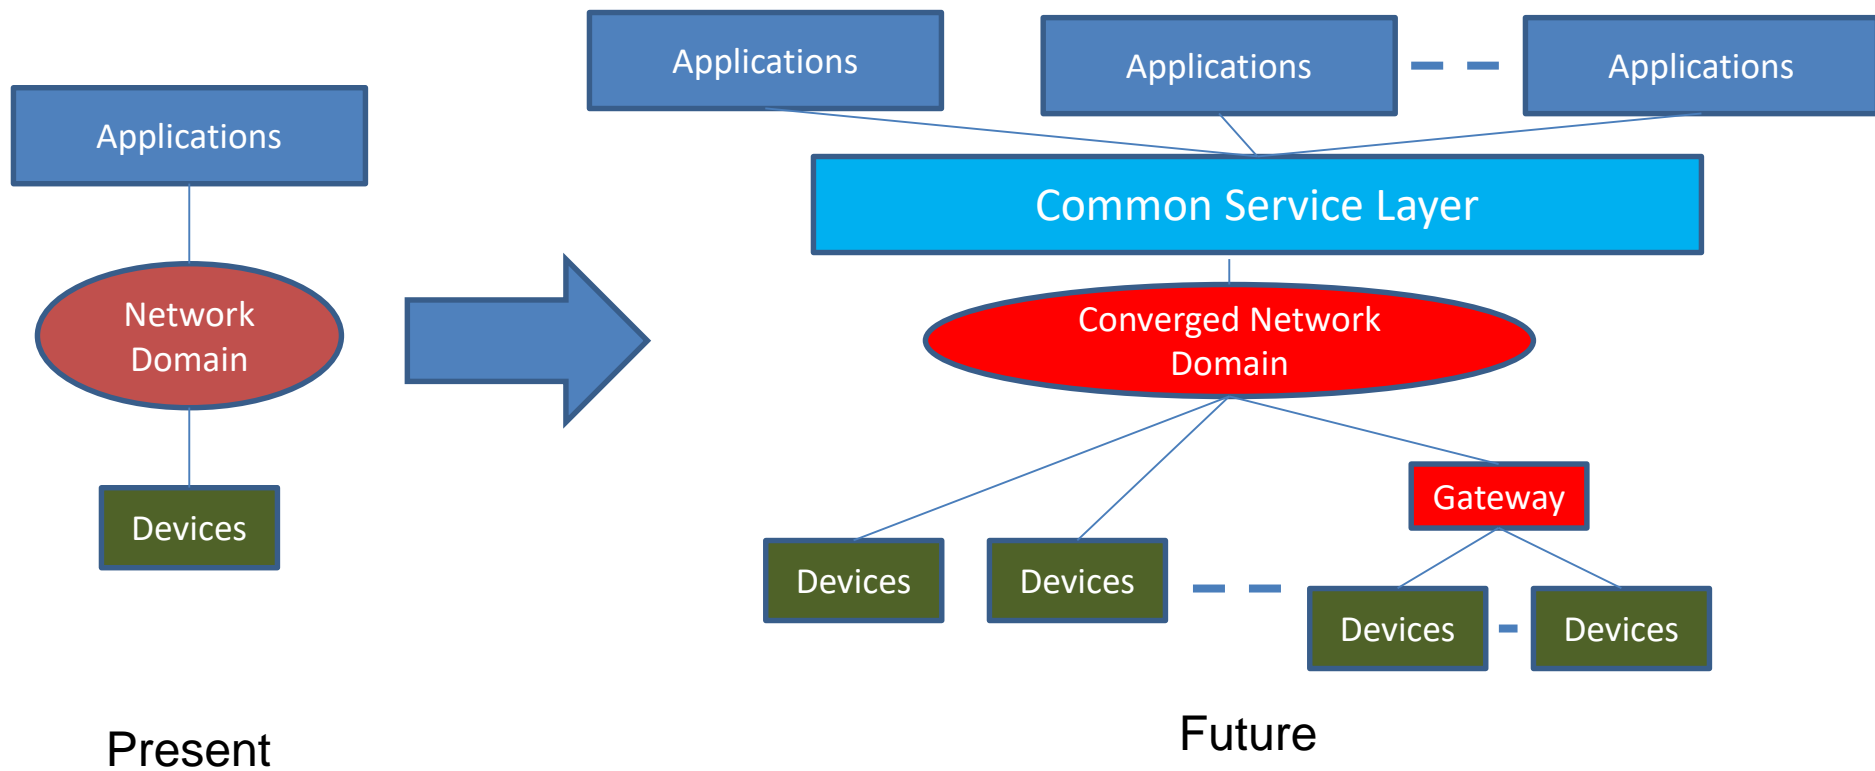 Applications
Network
Domain
Devices
Present
Applications
Applications
Applications
Common Service Layer
Converged Network
Domain
Gateway
Devices
Devices
Devices
Devices
Future